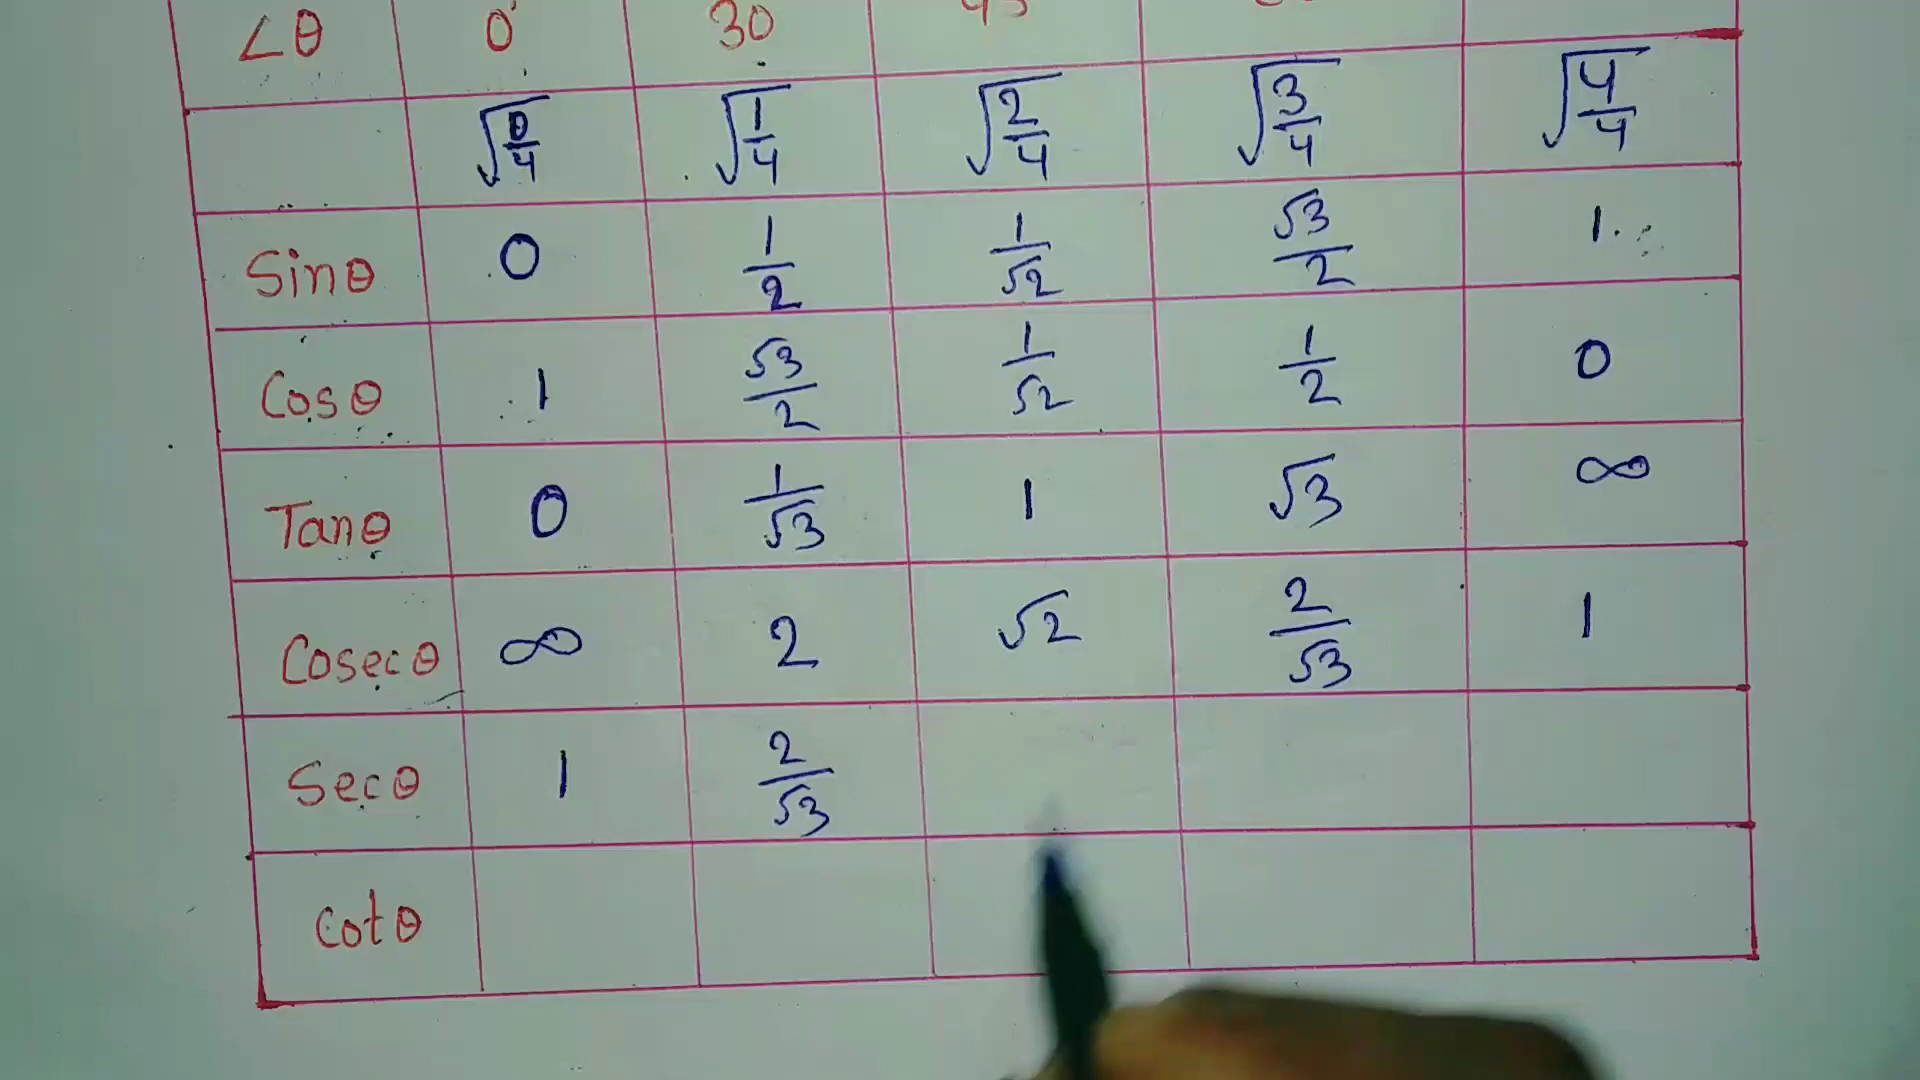 ∠θ 0° 30 45
√0/4 √1/4 √2/4 √3/4 √4/4
Sinθ 0 1/2 1/√2 √3/2 1
Cosθ 1 √3/2 1/√2 1/2 0
Tanθ 0 1/√3 1 √3 ∞
Cosecθ ∞ 2 √2 2/√3 1
Secθ 1 2/√3
Cotθ